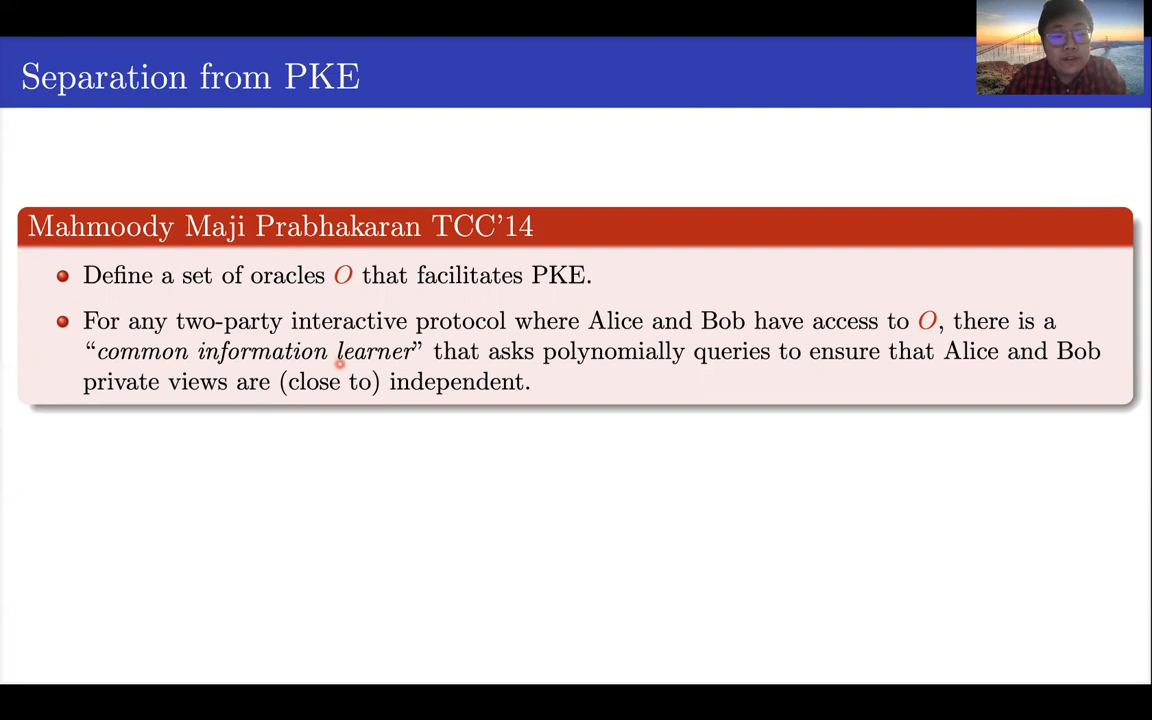 Separation from PKE
Mahmoody Maji Prabhakaran TCC'14
Define a set of oracles O that facilitates PKE.
For any two-party interactive protocol where Alice and Bob have access to O, there is a
“common information learner” that asks polynomially queries to ensure that Alice and Bob
private views are (close to) independent.